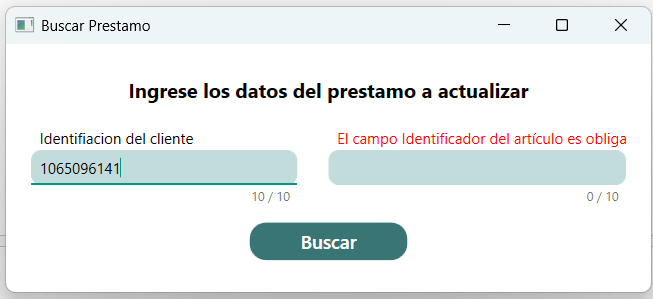 Buscar Prestamo
Ingrese los datos del prestamo a actualizar
Identifiacion del cliente
El campo Identificador del artículo es obliga
1065096141
10 / 10
0 / 10
Buscar